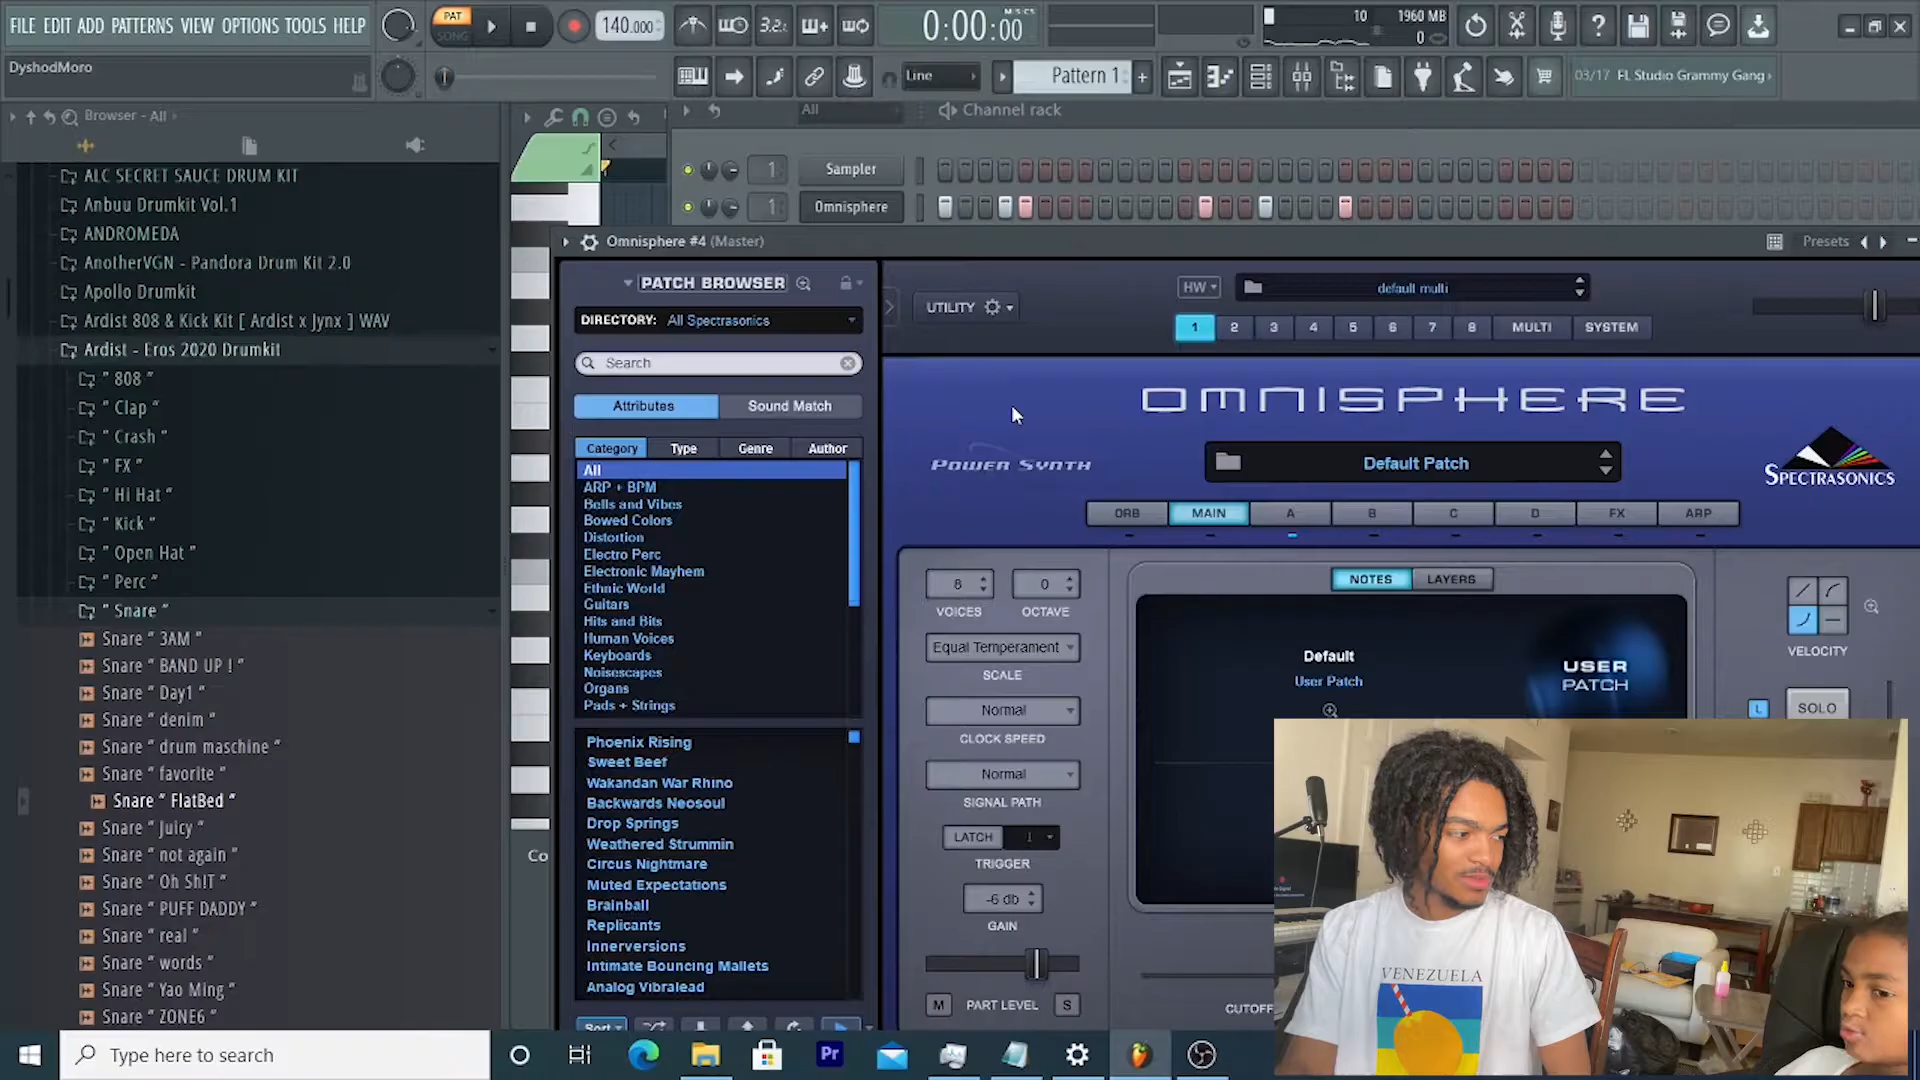 FILE EDIT ADD PATTERNS VIEW OPTIONS TOOLS HELP
PAT
SONG
140.000
3.2.
0:00:00
M:S:CS
10
1960 MB
0
DyshodMoro
Line
Pattern 1
03/17 FL Studio Grammy Gang
Browser - All
All
Channel rack
ALC SECRET SAUCE DRUM KIT
Anbuu Drumkit Vol.1
ANDROMEDA
AnotherVGN - Pandora Drum Kit 2.0
Apollo Drumkit
Ardist 808 & Kick Kit [ Ardist x Jynx ] WAV
Ardist - Eros 2020 Drumkit
" 808 "
" Clap "
" Crash "
" FX "
" Hi Hat "
" Kick "
" Open Hat "
" Perc "
" Snare "
Snare " 3AM "
Snare " BAND UP ! "
Snare " Day1 "
Snare " denim "
Snare " drum maschine "
Snare " favorite "
Snare " FlatBed "
Snare " Juicy "
Snare " not again "
Snare " Oh Sh!T "
Snare " PUFF DADDY "
Snare " real "
Snare " words "
Snare " Yao Ming "
Snare " ZONE6 "
1 Sampler
1 Omnisphere
Omnisphere #4 (Master)
Presets
PATCH BROWSER
DIRECTORY: All Spectrasonics
Search
Attributes Sound Match
Category Type Genre Author
All
ARP + BPM
Bells and Vibes
Bowed Colors
Distortion
Electro Perc
Electronic Mayhem
Ethnic World
Guitars
Hits and Bits
Human Voices
Keyboards
Noisescapes
Organs
Pads + Strings
Phoenix Rising
Sweet Beef
Wakandan War Rhino
Backwards Neosoul
Drop Springs
Weathered Strummin
Circus Nightmare
Muted Expectations
Brainball
Replicants
Innerversions
Intimate Bouncing Mallets
Analog Vibralead
Sort
Co
UTILITY
HW
default multi
1 2 3 4 5 6 7 8 MULTI SYSTEM
OMNISPHERE
POWER SYNTH
Default Patch
SPECTRASONICS
ORB MAIN A B C D FX ARP
8
VOICES
0
OCTAVE
Equal Temperament
SCALE
Normal
CLOCK SPEED
Normal
SIGNAL PATH
LATCH 1
TRIGGER
-6 db
GAIN
M PART LEVEL S
NOTES LAYERS
Default
User Patch
USER
PATCH
VELOCITY
L SOLO
CUTOFF
VENEZUELA
Type here to search
Pr